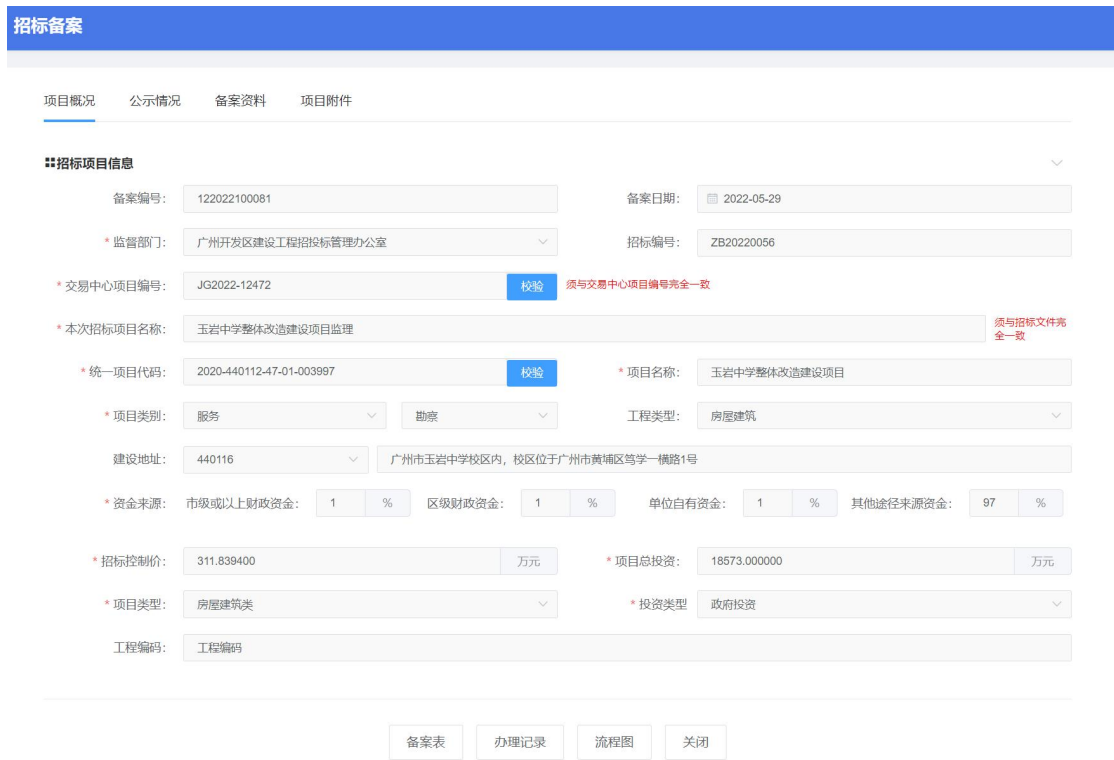 招标备案
项目概况 公示情况 备案资料 项目附件
招标项目信息
备案编号: 122022100081 备案日期: 2022-05-29
* 监督部门: 广州开发区建设工程招投标管理办公室 招标编号: ZB20220056
* 交易中心项目编号: JG2022-12472 校验 须与交易中心项目编号完全一致
* 本次招标项目名称: 玉岩中学整体改造建设项目监理 须与招标文件完
全一致
* 统一项目代码: 2020-440112-47-01-003997 校验 * 项目名称: 玉岩中学整体改造建设项目
* 项目类别: 服务 勘察 工程类型: 房屋建筑
建设地址: 440116 广州市玉岩中学校区内，校区位于广州市黄埔区笃学一横路1号
* 资金来源: 市级或以上财政资金: 1 % 区级财政资金: 1 % 单位自有资金: 1 % 其他途径来源资金: 97 %
* 招标控制价: 311.839400 万元 * 项目总投资: 18573.000000 万元
* 项目类型: 房屋建筑类 * 投资类型 政府投资
工程编码: 工程编码
备案表 办理记录 流程图 关闭